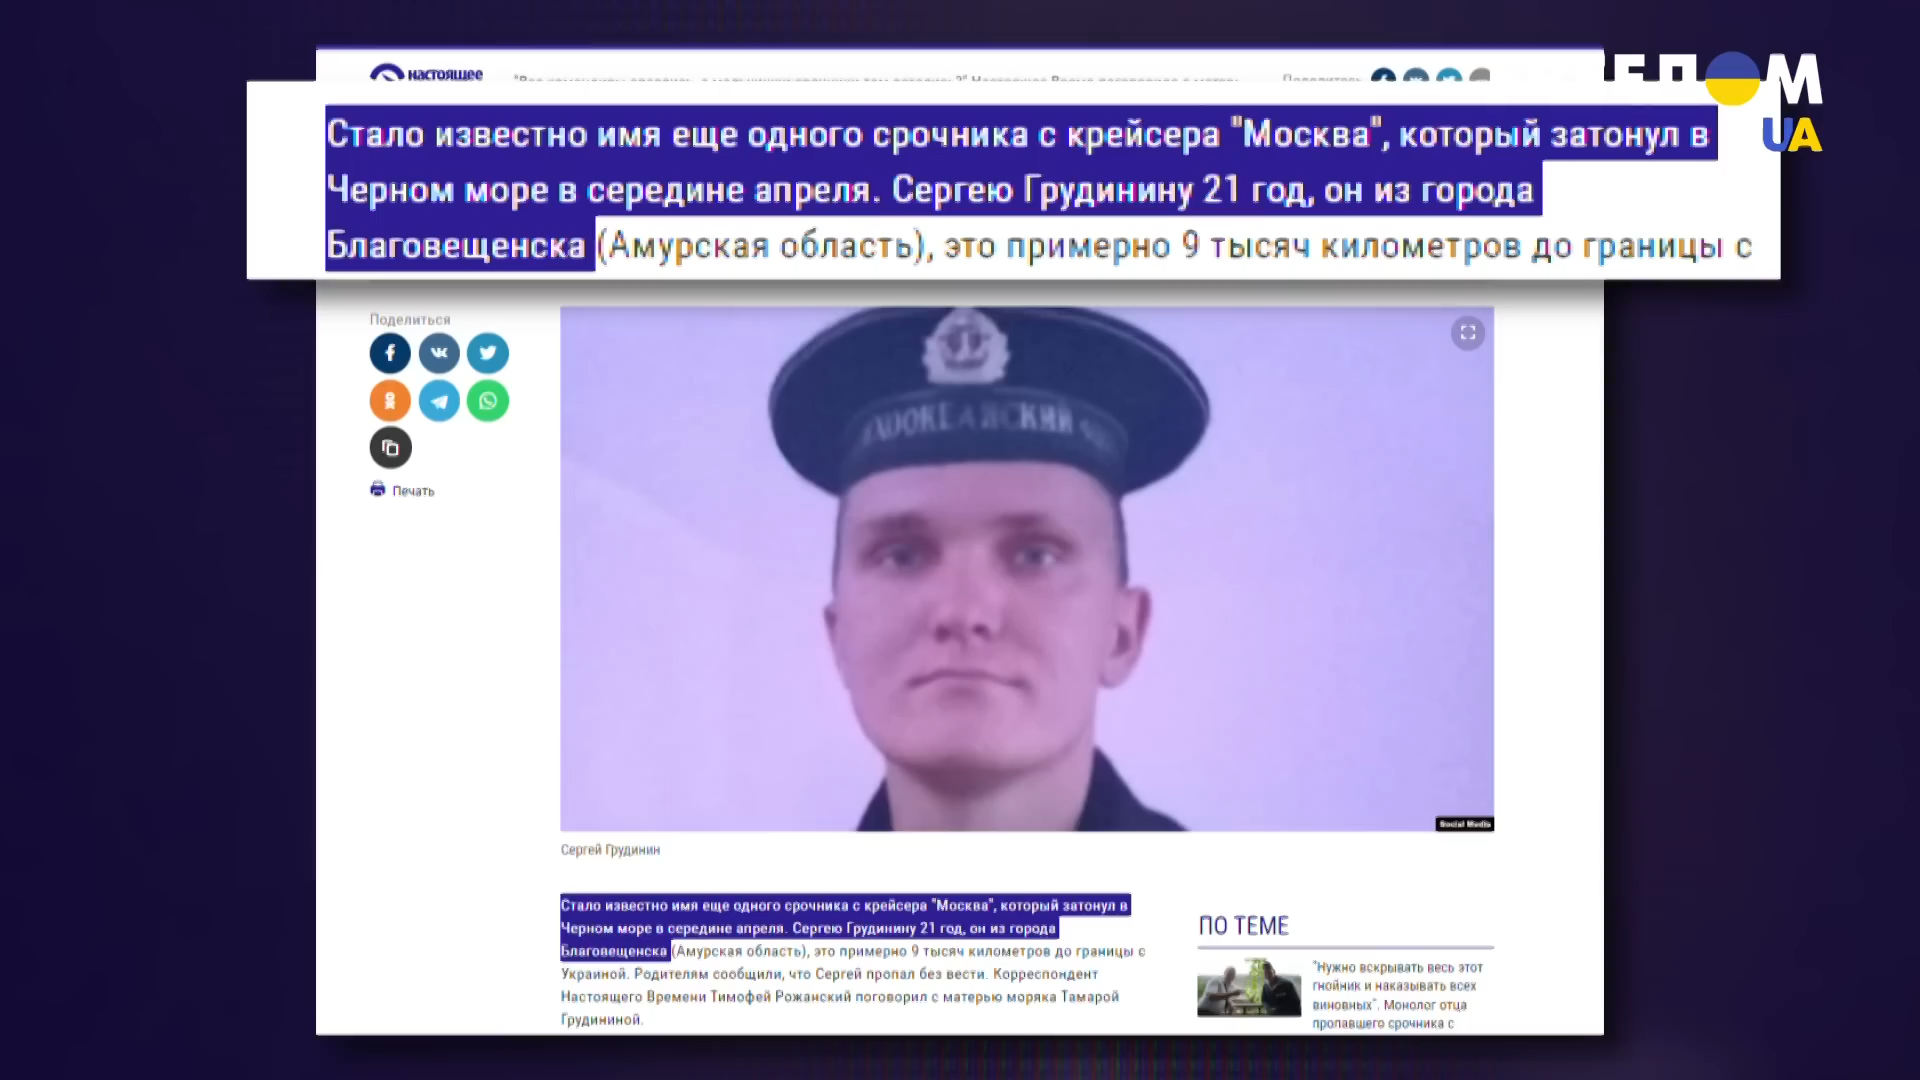 настоящее
Стало известно имя еще одного срочника с крейсера "Москва", который затонул в
Черном море в середине апреля. Сергею Грудинину 21 год, он из города
Благовещенска (Амурская область), это примерно 9 тысяч километров до границы с
UA
Поделиться
Печать
Social Media
Сергей Грудинин
Стало известно имя еще одного срочника с крейсера "Москва", который затонул в
Черном море в середине апреля. Сергею Грудинину 21 год, он из города
Благовещенска (Амурская область), это примерно 9 тысяч километров до границы с
Украиной. Родителям сообщили, что Сергей пропал без вести. Корреспондент
Настоящего Времени Тимофей Рожанский поговорил с матерью моряка Тамарой
Грудининой.
ПО ТЕМЕ
"Нужно вскрывать весь этот
гнойник и наказывать всех
виновных". Монолог отца
пропавшего срочника с